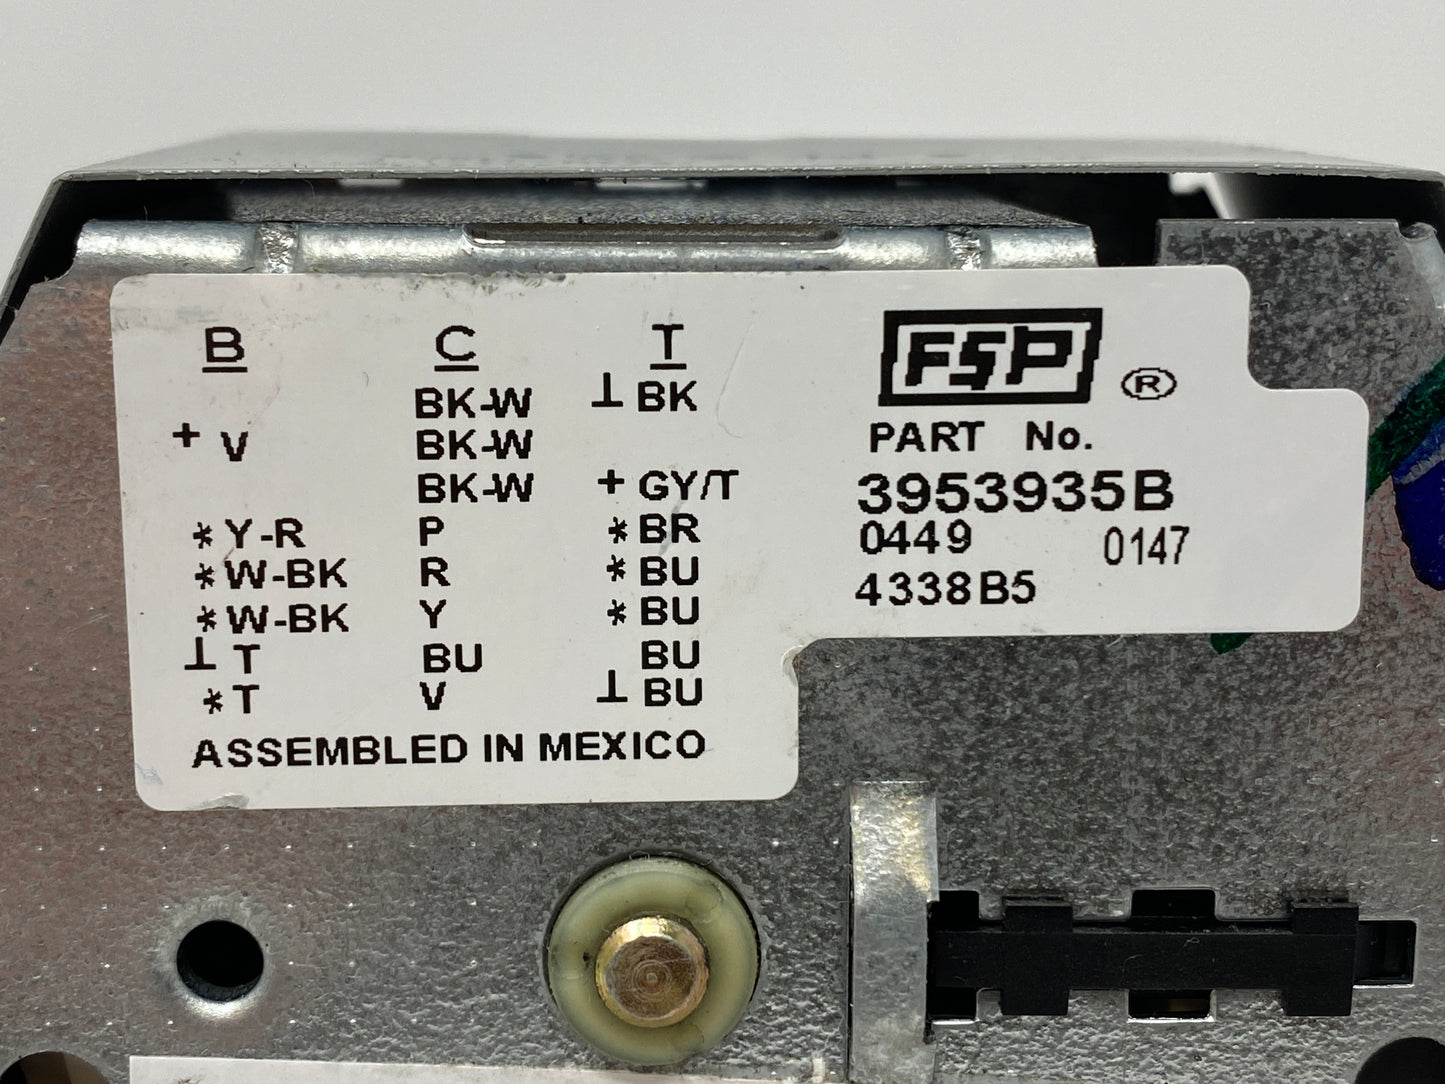 B C T
BK-W ⊥ BK
+ V BK-W
BK-W + GY/T
* Y-R P * BR
* W-BK R * BU
* W-BK Y * BU
⊥ T BU BU
* T V ⊥ BU
ASSEMBLED IN MEXICO
FSP ®
PART No.
3953935B
0449 0147
4338B5